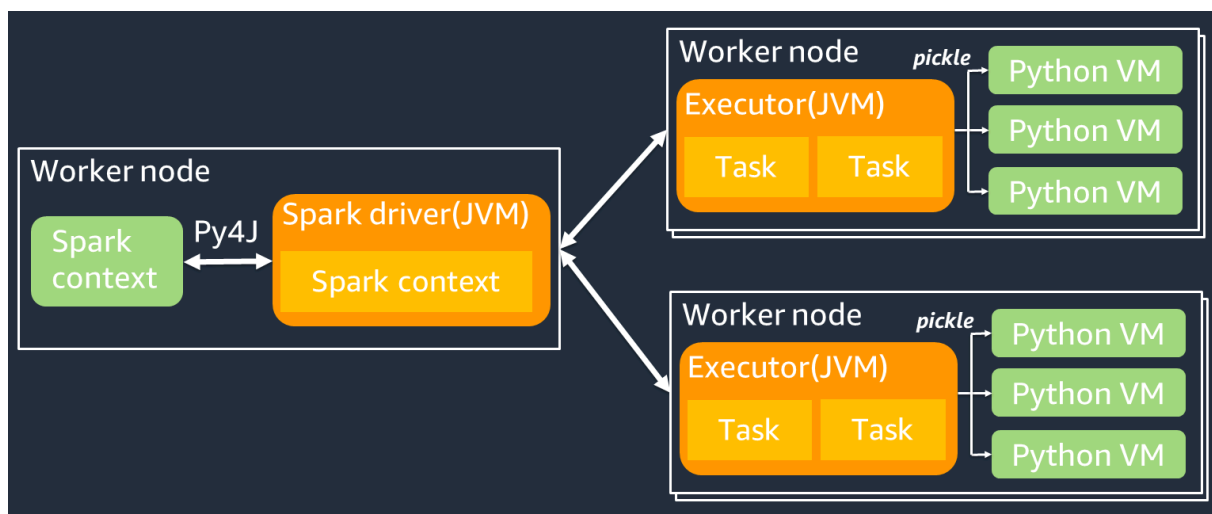 Worker node
Spark
context
Py4J
Spark driver(JVM)
Spark context
Worker node
pickle
Executor(JVM)
Task
Task
Python VM
Python VM
Python VM
Worker node
pickle
Executor(JVM)
Task
Task
Python VM
Python VM
Python VM